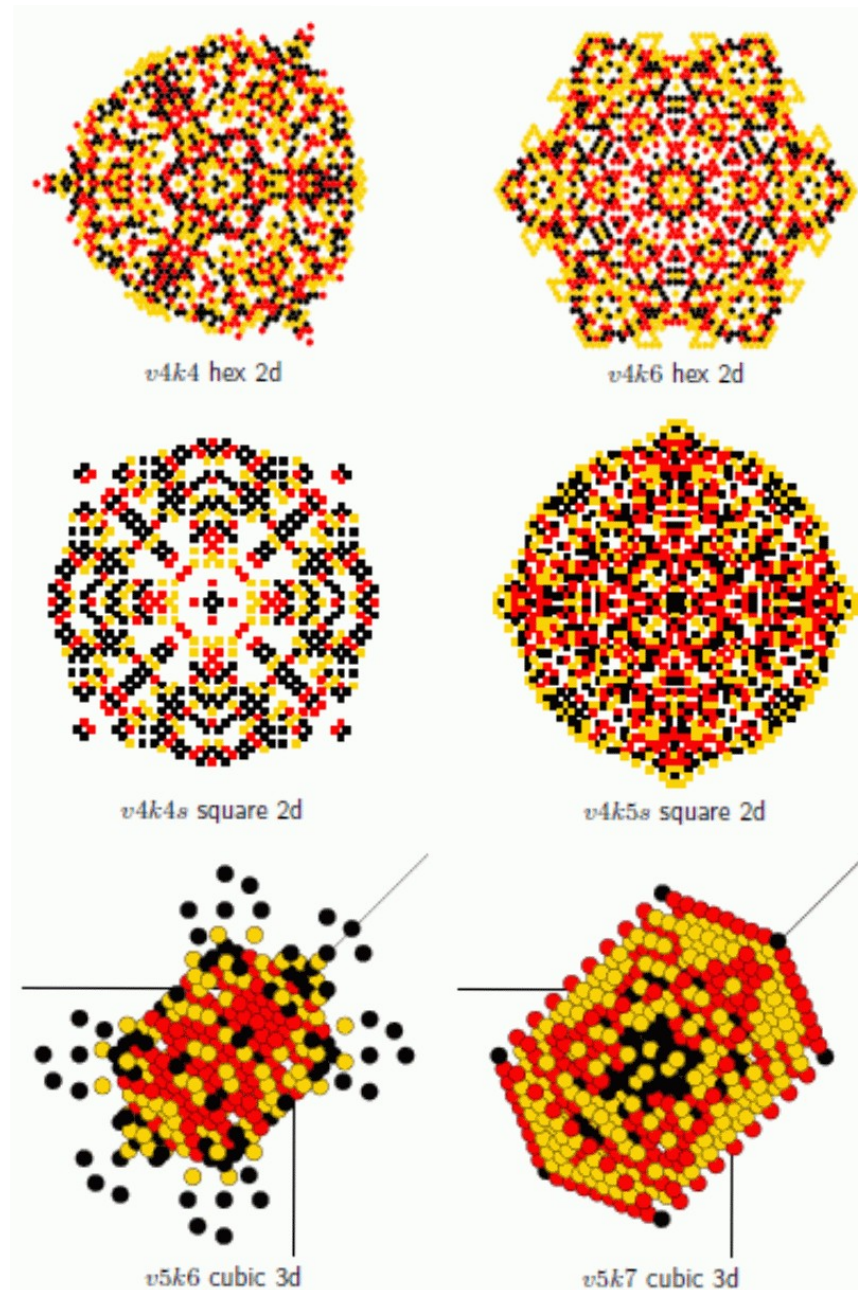 v4k4 hex 2d
v4k6 hex 2d
v4k4s square 2d
v4k5s square 2d
v5k6 cubic 3d
v5k7 cubic 3d